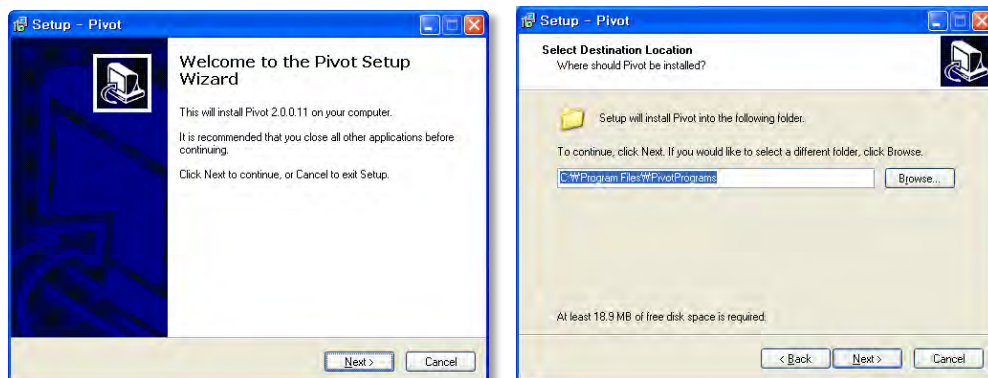 Setup - Pivot
Welcome to the Pivot Setup
Wizard
This will install Pivot 2.0.0.11 on your computer.
It is recommended that you close all other applications before
continuing.
Click Next to continue, or Cancel to exit Setup.
Next >
Cancel
Setup - Pivot
Select Destination Location
Where should Pivot be installed?
Setup will install Pivot into the following folder.
To continue, click Next. If you would like to select a different folder, click Browse.
C:₩Program Files₩PivotPrograms
Browse...
At least 18.9 MB of free disk space is required.
< Back
Next >
Cancel